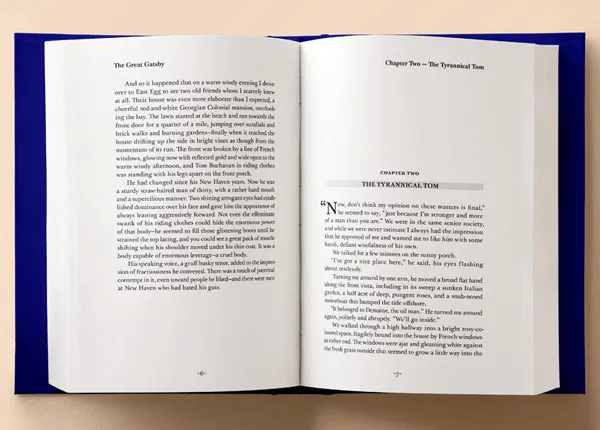 The Great Gatsby
And so it happened that on a warm windy evening I drove
over to East Egg to see two old friends whom I scarcely knew
at all. Their house was even more elaborate than I expected, a
cheerful red-and-white Georgian Colonial mansion, overlook-
ing the bay. The lawn started at the beach and ran towards the
front door for a quarter of a mile, jumping over sundials and
brick walks and burning gardens–finally when it reached the
house drifting up the side in bright vines as though from the
momentum of its run. The front was broken by a line of French
windows, glowing now with reflected gold and wide open to the
warm windy afternoon, and Tom Buchanan in riding clothes
was standing with his legs apart on the front porch.
He had changed since his New Haven years. Now he was
a sturdy straw-haired man of thirty, with a rather hard mouth
and a supercilious manner. Two shining arrogant eyes had estab-
lished dominance over his face and gave him the appearance of
always leaning aggressively forward. Not even the effeminate
swank of his riding clothes could hide the enormous power
of that body–he seemed to fill those glistening boots until he
strained the top lacing, and you could see a great pack of muscle
shifting when his shoulder moved under his thin coat. It was a
body capable of enormous leverage–a cruel body.
His speaking voice, a gruff husky tenor, added to the impres-
sion of fractiousness he conveyed. There was a touch of paternal
contempt in it, even toward people he liked–and there were men
at New Haven who had hated his guts.
-6-
Chapter Two — The Tyrannical Tom
CHAPTER TWO
THE TYRANNICAL TOM
“Now, don't think my opinion on these matters is final,”
he seemed to say, “just because I'm stronger and more
of a man than you are.” We were in the same senior society,
and while we were never intimate I always had the impression
that he approved of me and wanted me to like him with some
harsh, defiant wistfulness of his own.
We talked for a few minutes on the sunny porch.
“I've got a nice place here,” he said, his eyes flashing
about restlessly.
Turning me around by one arm, he moved a broad flat hand
along the front vista, including in its sweep a sunken Italian
garden, a half acre of deep, pungent roses, and a snub-nosed
motorboat that bumped the tide offshore.
“It belonged to Demaine, the oil man.” He turned me around
again, politely and abruptly. “We'll go inside.”
We walked through a high hallway into a bright rosy-co-
loured space, fragilely bound into the house by French windows
at either end. The windows were ajar and gleaming white against
the fresh grass outside that seemed to grow a little way into the
-7-